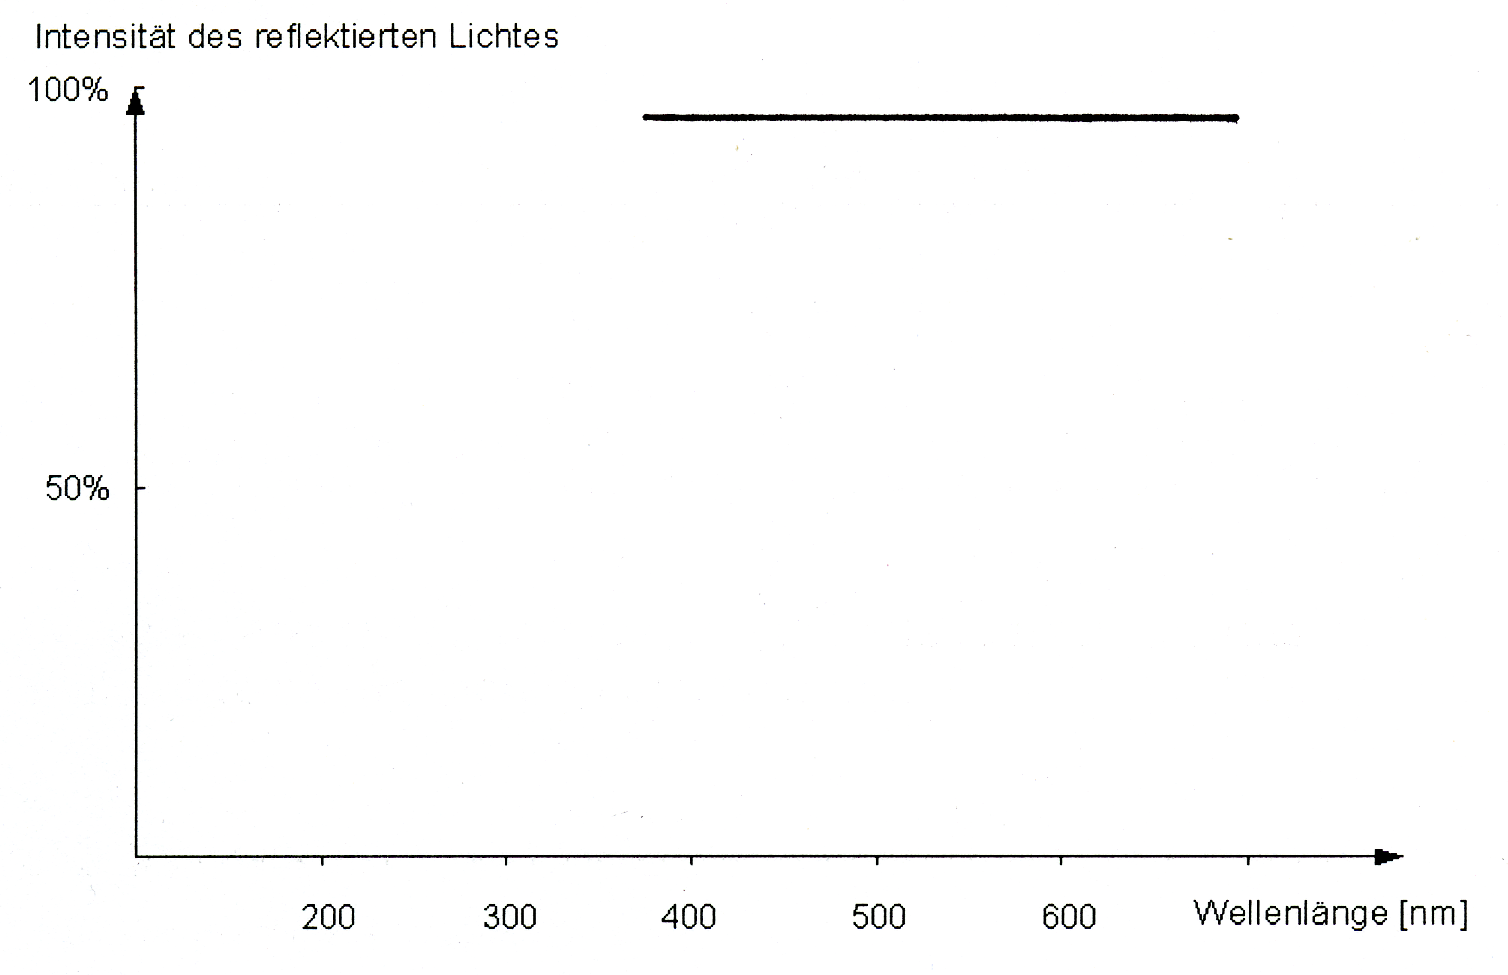 Intensität des reflektierten Lichtes
100%
50%
200 300 400 500 600 Wellenlänge [nm]